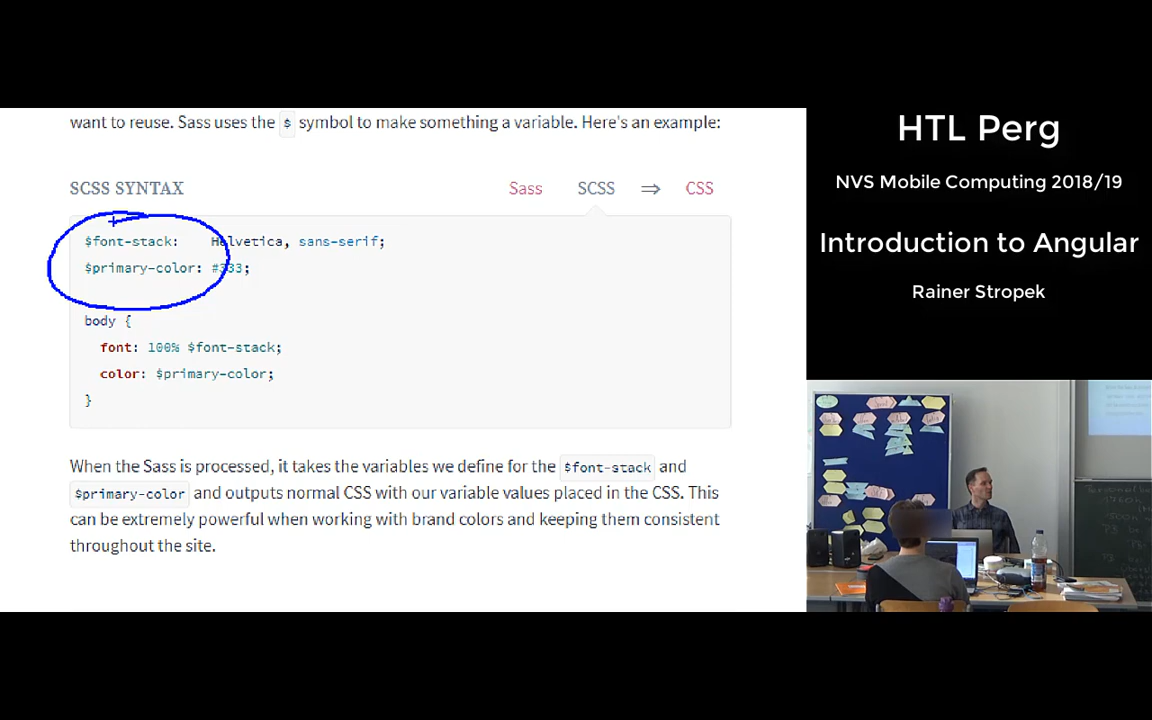 want to reuse. Sass uses the $ symbol to make something a variable. Here's an example:
SCSS SYNTAX
Sass SCSS ⇒ CSS
$font-stack: Helvetica, sans-serif;
$primary-color: #333;
body {
font: 100% $font-stack;
color: $primary-color;
}
When the Sass is processed, it takes the variables we define for the $font-stack and
$primary-color and outputs normal CSS with our variable values placed in the CSS. This
can be extremely powerful when working with brand colors and keeping them consistent
throughout the site.
HTL Perg
NVS Mobile Computing 2018/19
Introduction to Angular
Rainer Stropek